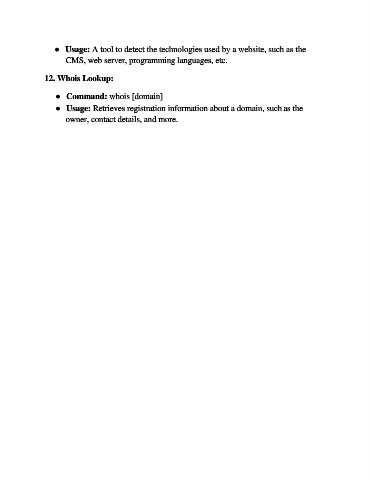 ● Usage: A tool to detect the technologies used by a website, such as the
CMS, web server, programming languages, etc.
12. Whois Lookup:
● Command: whois [domain]
● Usage: Retrieves registration information about a domain, such as the
owner, contact details, and more.